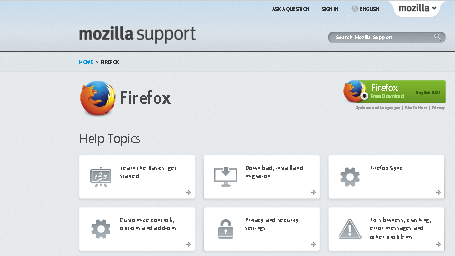 ASK A QUESTION SIGN IN ENGLISH mozilla
mozilla support
Search Mozilla Support
HOME > FIREFOX
Firefox
Firefox
Free Download
Systems and Languages | What's New | Privacy
Help Topics
Learn the Basics: get
started
Download, install and
migration
Firefox Sync
Customize controls,
options and add-ons
Privacy and security
settings
Fix slowness, crashing,
error messages and
other problems